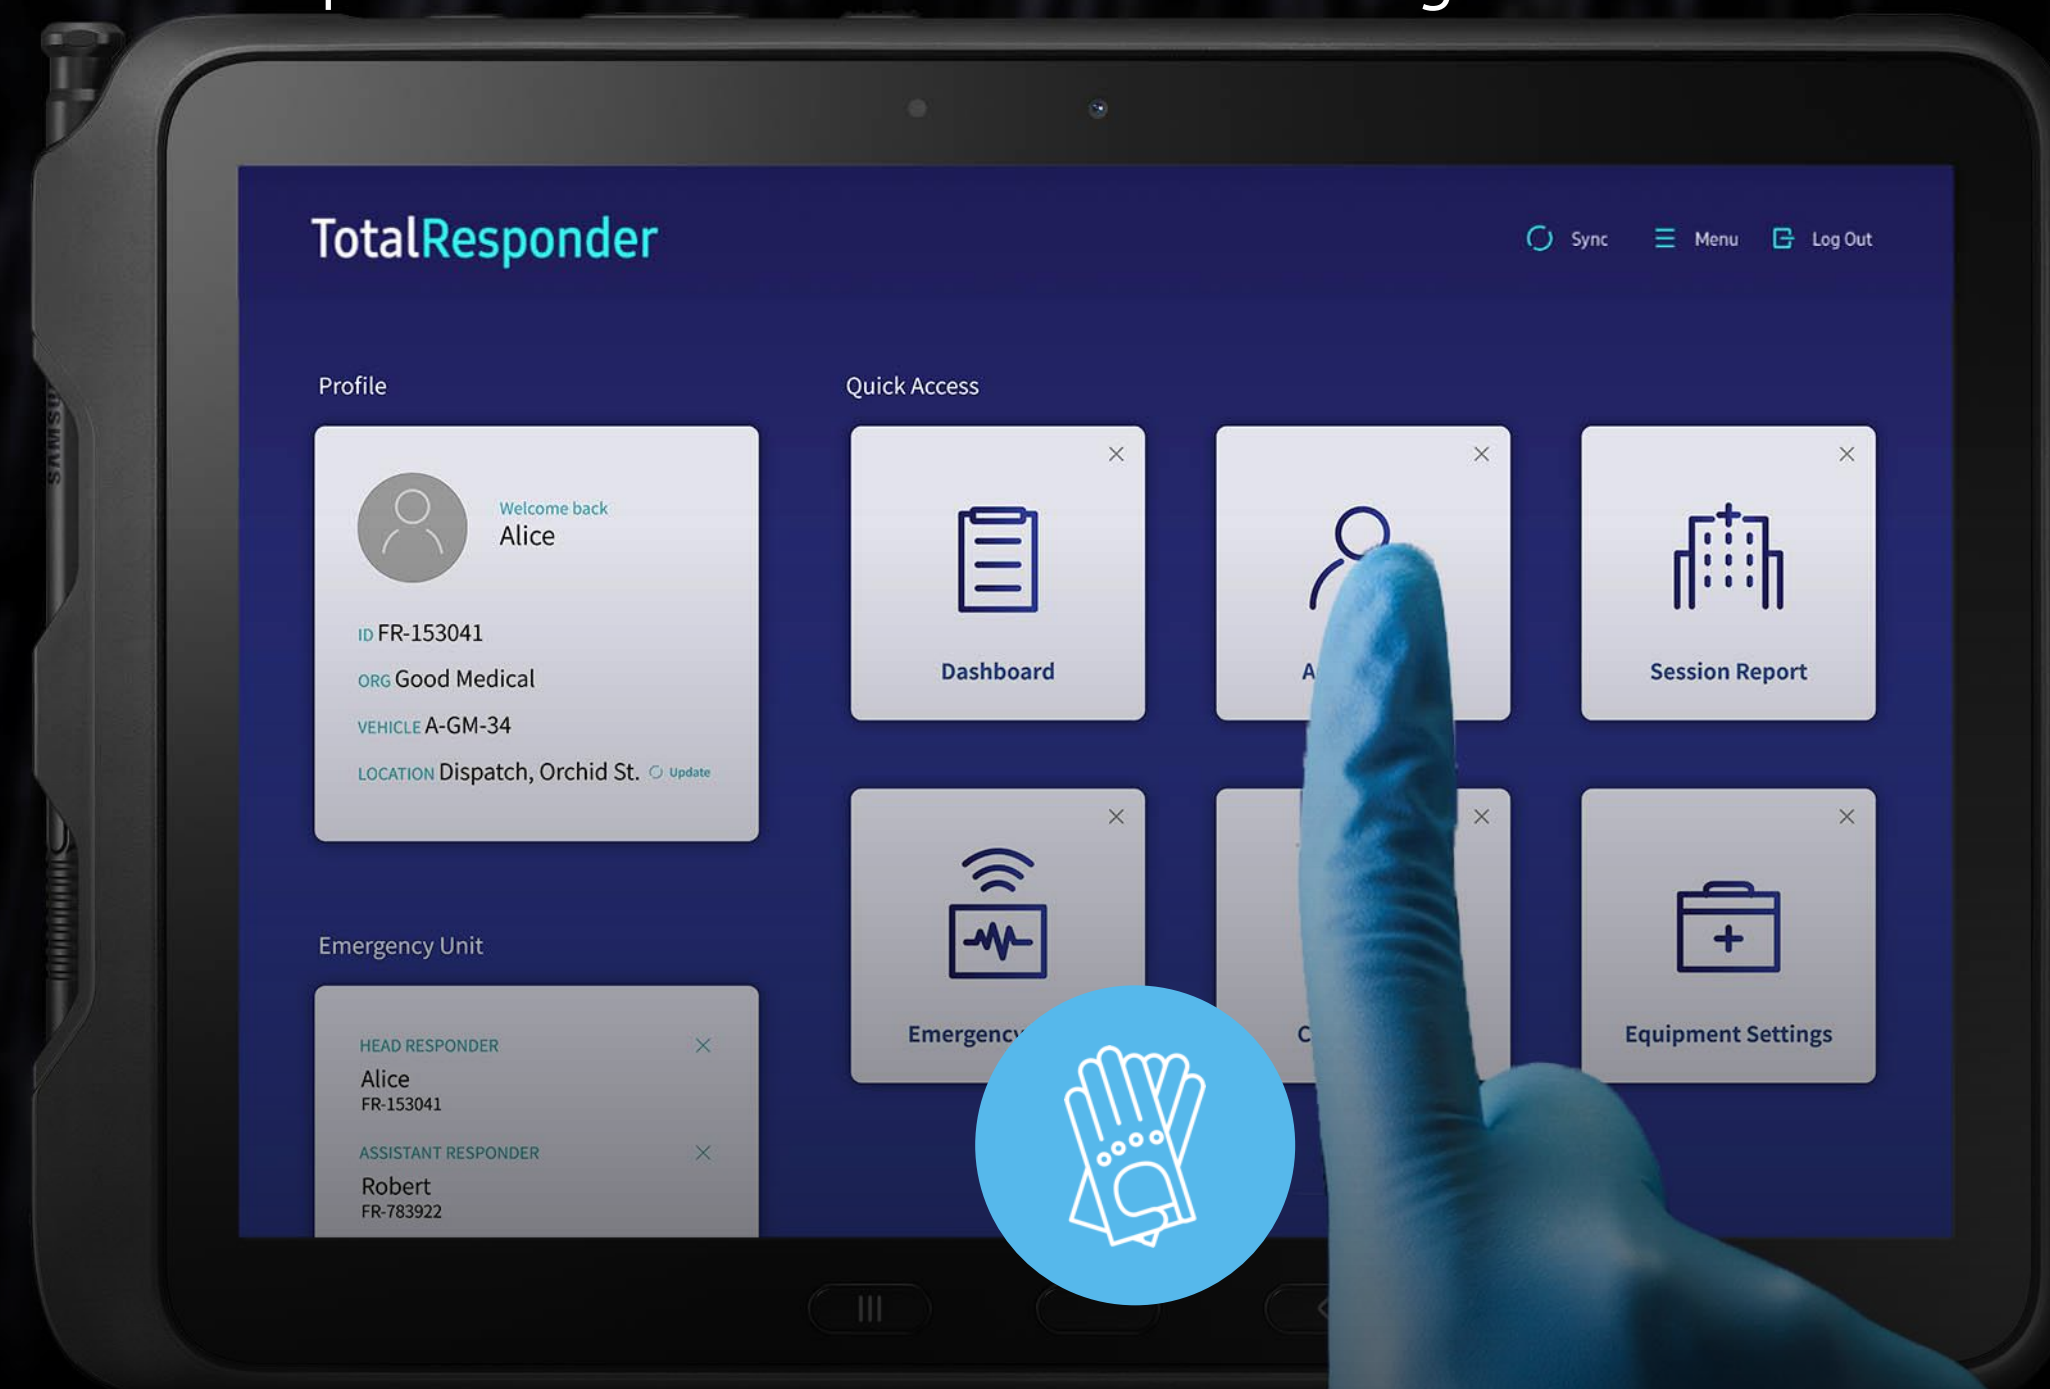 TotalResponder
Sync
Menu
Log Out
Profile
Quick Access
Welcome back
Alice
ID FR-153041
ORG Good Medical
VEHICLE A-GM-34
LOCATION Dispatch, Orchid St. Update
Dashboard
Session Report
Equipment Settings
Emergency Unit
HEAD RESPONDER
Alice
FR-153041
ASSISTANT RESPONDER
Robert
FR-783922
SAMSUNG